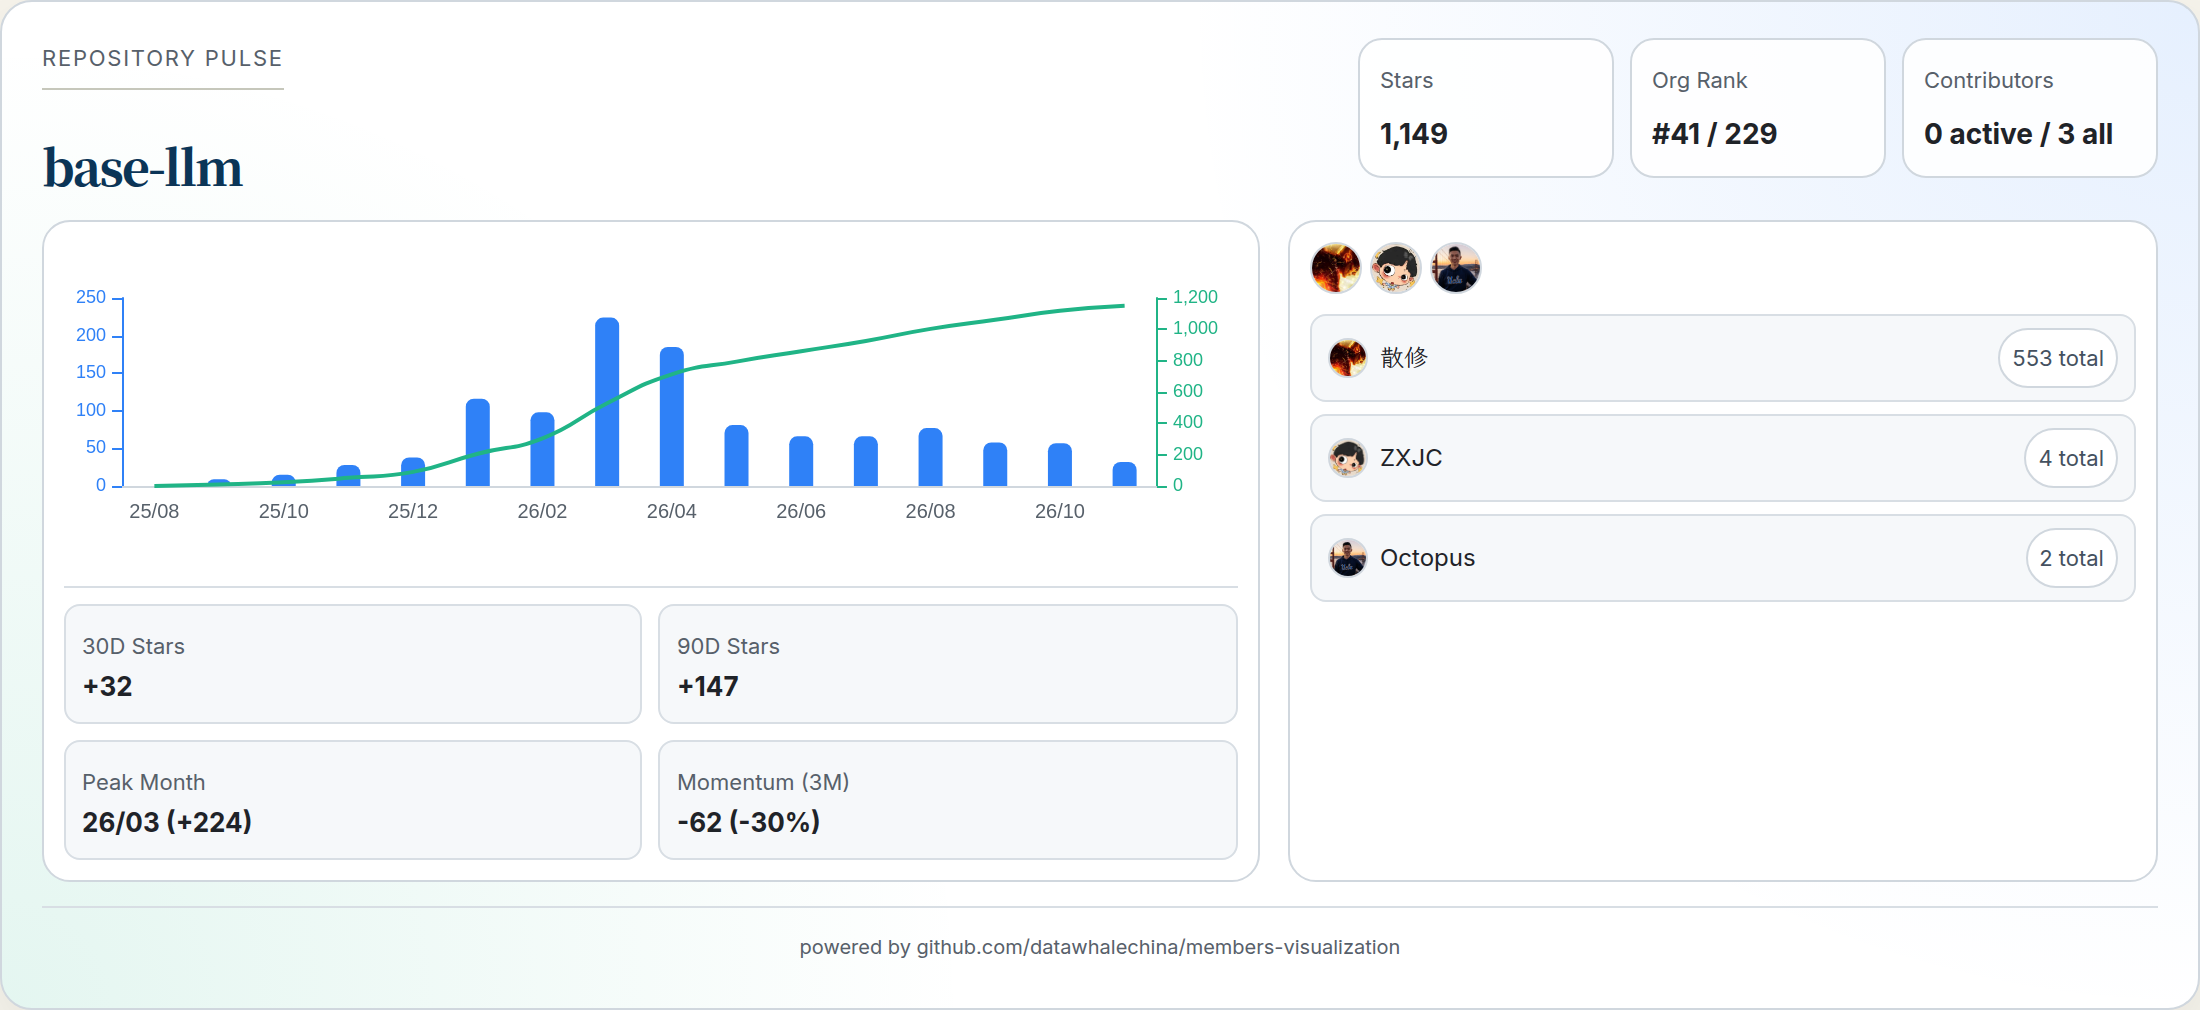 REPOSITORY PULSE
base-llm
Stars
1,149
Org Rank
#41 / 229
Contributors
0 active / 3 all
250
200
150
100
50
0
1,200
1,000
800
600
400
200
0
25/08
25/10
25/12
26/02
26/04
26/06
26/08
26/10
30D Stars
+32
90D Stars
+147
Peak Month
26/03 (+224)
Momentum (3M)
-62 (-30%)
散修
553 total
ZXJC
4 total
Octopus
2 total
powered by github.com/datawhalechina/members-visualization